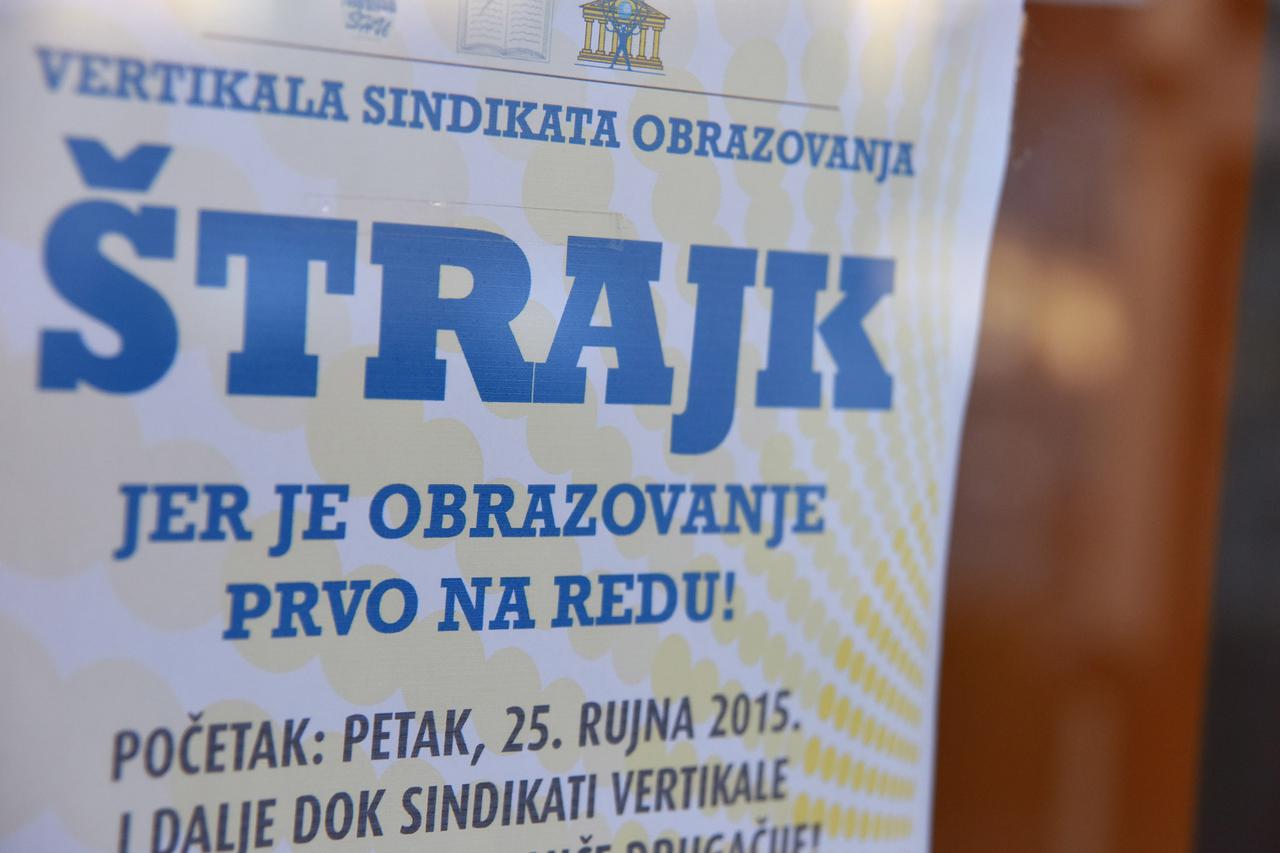 VERTIKALA SINDIKATA OBRAZOVANJA
ŠTRAJK
JER JE OBRAZOVANJE
PRVO NA REDU!
POČETAK: PETAK, 25. RUJNA 2015.
I DALJE DOK SINDIKATI VERTIKALE
DRUGAČIJE!